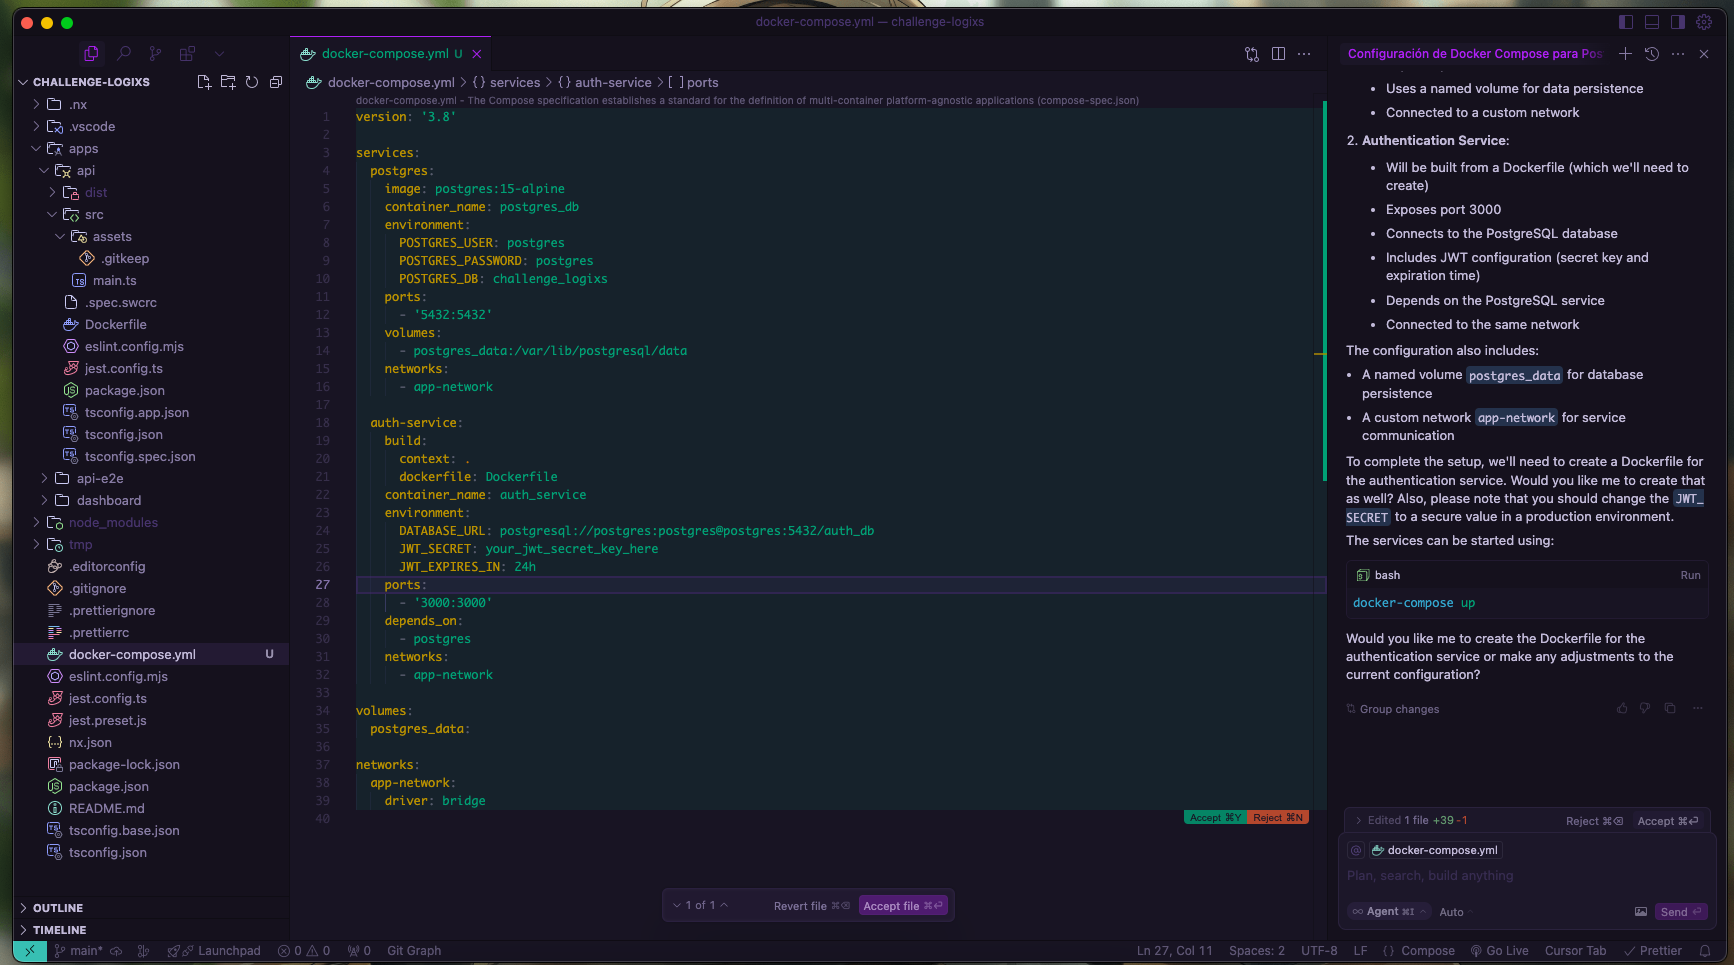 docker-compose.yml — challenge-logixs
CHALLENGE-LOGIXS
.nx
.vscode
apps
api
dist
src
assets
.gitkeep
main.ts
.spec.swcrc
Dockerfile
eslint.config.mjs
jest.config.ts
package.json
tsconfig.app.json
tsconfig.json
tsconfig.spec.json
api-e2e
dashboard
node_modules
tmp
.editorconfig
.gitignore
.prettierignore
.prettierrc
docker-compose.yml U
eslint.config.mjs
jest.config.ts
jest.preset.js
nx.json
package-lock.json
package.json
README.md
tsconfig.base.json
tsconfig.json
OUTLINE
TIMELINE
docker-compose.yml U
docker-compose.yml > {} services > {} auth-service > [ ] ports
docker-compose.yml - The Compose specification establishes a standard for the definition of multi-container platform-agnostic applications (compose-spec.json)
1 version: '3.8'
2
3 services:
4 postgres:
5 image: postgres:15-alpine
6 container_name: postgres_db
7 environment:
8 POSTGRES_USER: postgres
9 POSTGRES_PASSWORD: postgres
10 POSTGRES_DB: challenge_logixs
11 ports:
12 - '5432:5432'
13 volumes:
14 - postgres_data:/var/lib/postgresql/data
15 networks:
16 - app-network
17
18 auth-service:
19 build:
20 context: .
21 dockerfile: Dockerfile
22 container_name: auth_service
23 environment:
24 DATABASE_URL: postgresql://postgres:postgres@postgres:5432/auth_db
25 JWT_SECRET: your_jwt_secret_key_here
26 JWT_EXPIRES_IN: 24h
27 ports:
28 - '3000:3000'
29 depends_on:
30 - postgres
31 networks:
32 - app-network
33
34 volumes:
35 postgres_data:
36
37 networks:
38 app-network:
39 driver: bridge
40
Accept ⌘Y Reject ⌘N
1 of 1 Revert file ⌘⌫ Accept file ⌘⏎
Configuración de Docker Compose para Pos
• Uses a named volume for data persistence
• Connected to a custom network
2. Authentication Service:
• Will be built from a Dockerfile (which we'll need to
create)
• Exposes port 3000
• Connects to the PostgreSQL database
• Includes JWT configuration (secret key and
expiration time)
• Depends on the PostgreSQL service
• Connected to the same network
The configuration also includes:
• A named volume postgres_data for database
persistence
• A custom network app-network for service
communication
To complete the setup, we'll need to create a Dockerfile for
the authentication service. Would you like me to create that
as well? Also, please note that you should change the JWT_
SECRET to a secure value in a production environment.
The services can be started using:
bash Run
docker-compose up
Would you like me to create the Dockerfile for the
authentication service or make any adjustments to the
current configuration?
Group changes
Edited 1 file +39 -1 Reject ⌘⌫ Accept ⌘⏎
@ docker-compose.yml
Plan, search, build anything
∞ Agent ⌘I Auto Send ⏎
main* Launchpad 0 0 0 Git Graph Ln 27, Col 11 Spaces: 2 UTF-8 LF {} Compose Go Live Cursor Tab Prettier